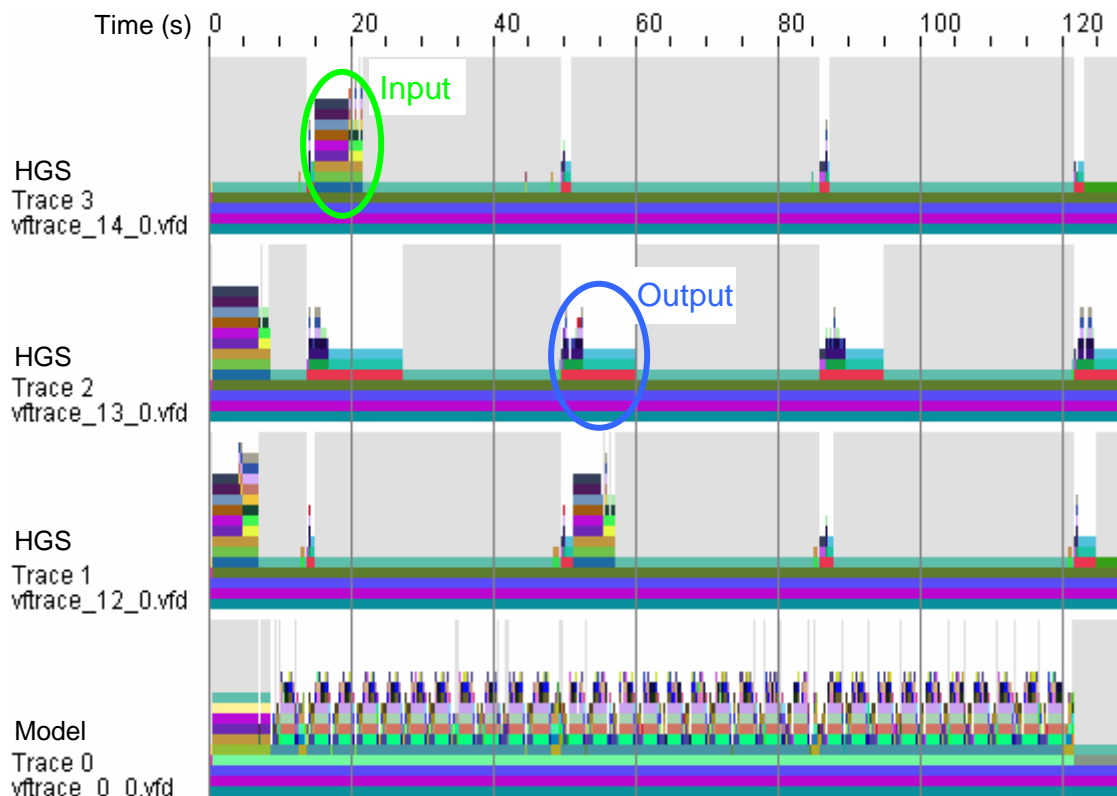 Time (s) 0 20 40 60 80 100 120
Input
HGS
Trace 3
vftrace_14_0.vfd
Output
HGS
Trace 2
vftrace_13_0.vfd
HGS
Trace 1
vftrace_12_0.vfd
Model
Trace 0
vftrace_0_0.vfd